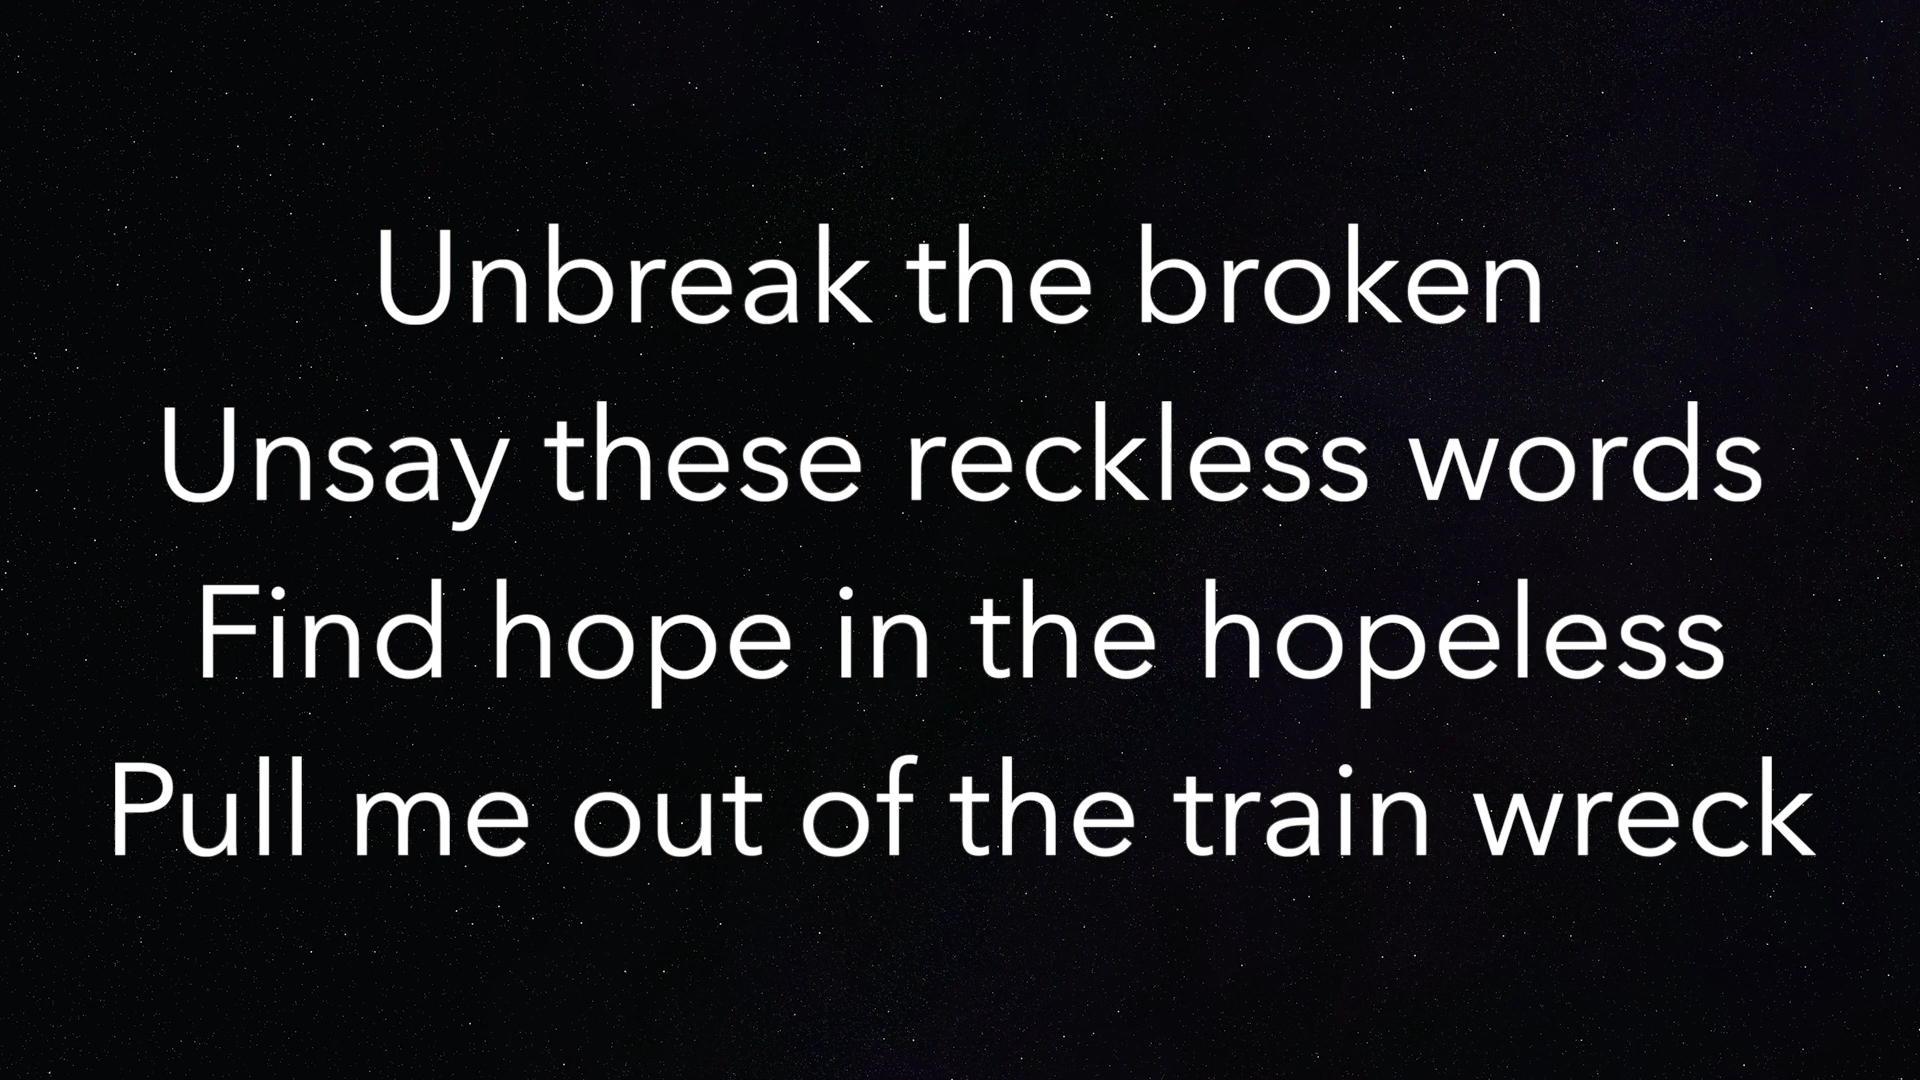 Unbreak the broken
Unsay these reckless words
Find hope in the hopeless
Pull me out of the train wreck